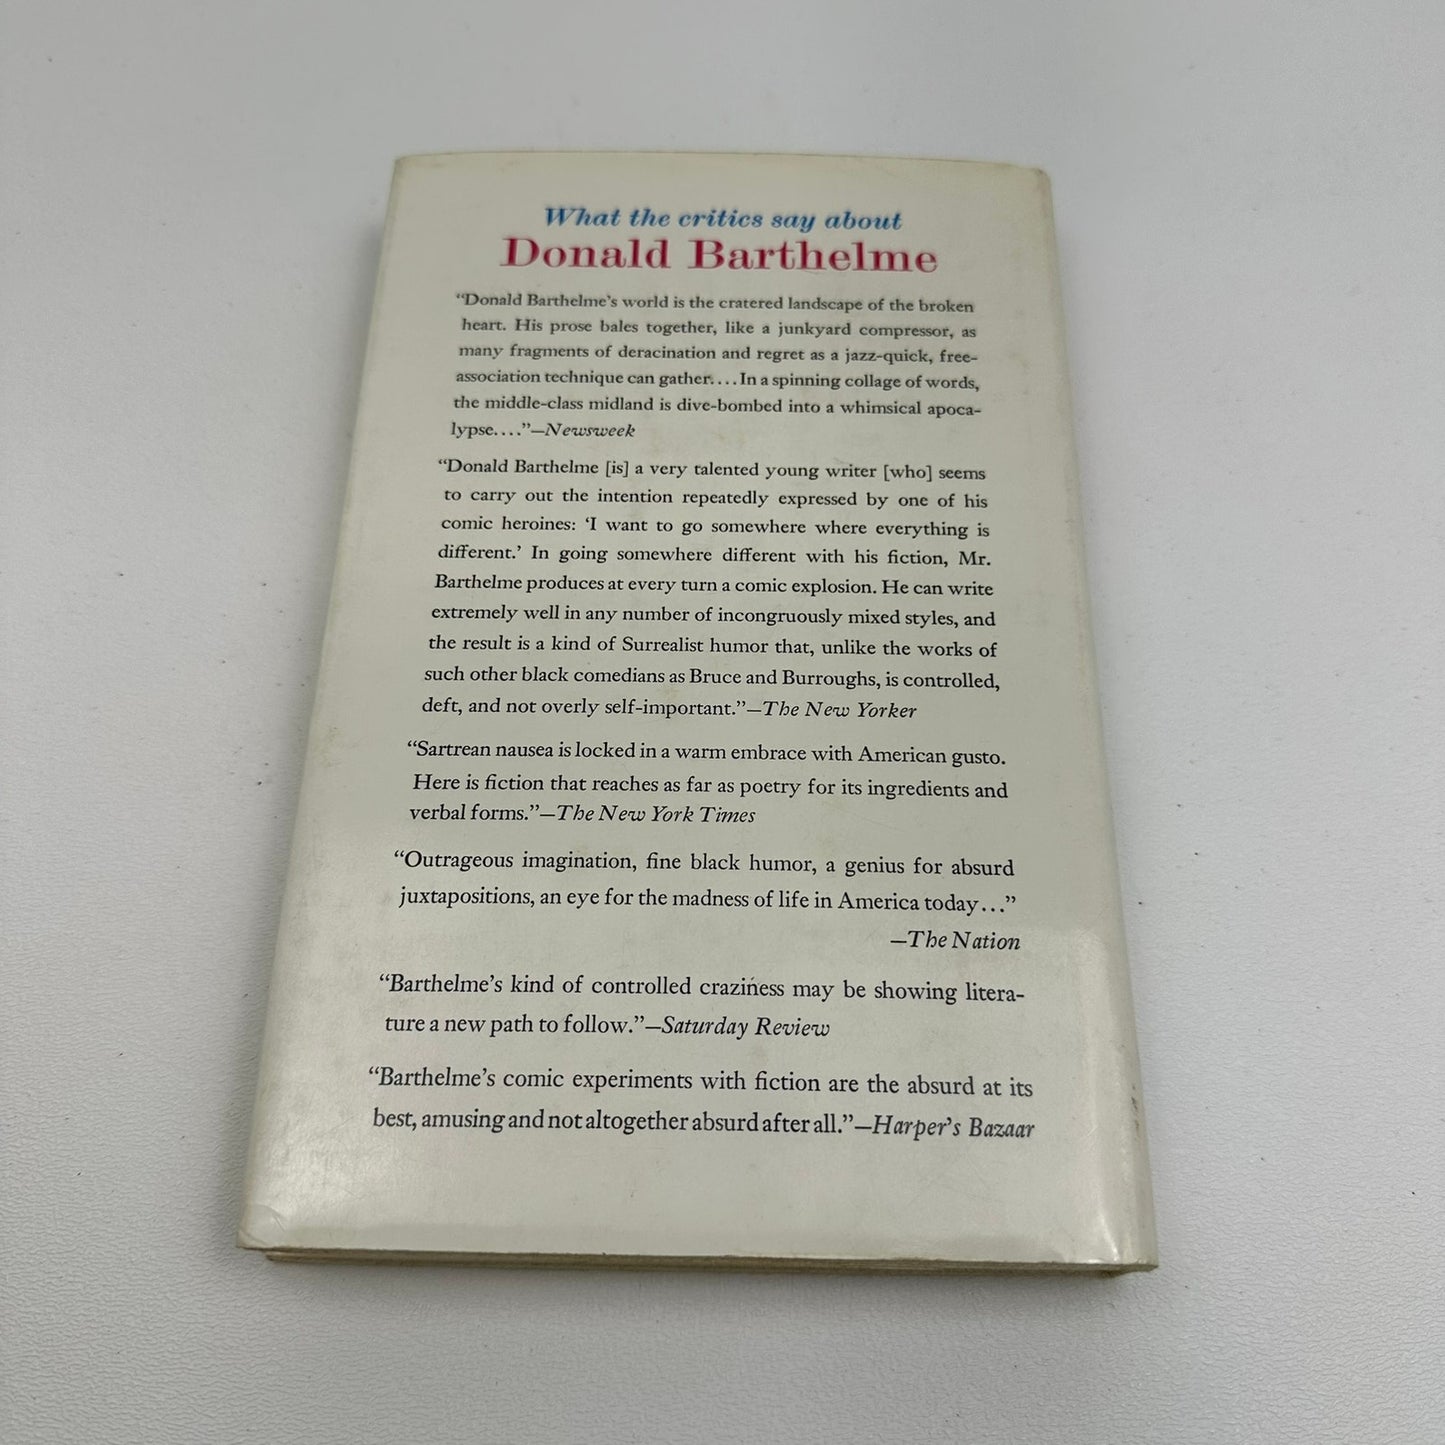 What the critics say about
Donald Barthelme
“Donald Barthelme’s world is the cratered landscape of the broken
heart. His prose bales together, like a junkyard compressor, as
many fragments of deracination and regret as a jazz-quick, free-
association technique can gather. . . . In a spinning collage of words,
the middle-class midland is dive-bombed into a whimsical apoca-
lypse. . . .”—Newsweek
“Donald Barthelme [is] a very talented young writer [who] seems
to carry out the intention repeatedly expressed by one of his
comic heroines: ‘I want to go somewhere where everything is
different.’ In going somewhere different with his fiction, Mr.
Barthelme produces at every turn a comic explosion. He can write
extremely well in any number of incongruously mixed styles, and
the result is a kind of Surrealist humor that, unlike the works of
such other black comedians as Bruce and Burroughs, is controlled,
deft, and not overly self-important.”—The New Yorker
“Sartrean nausea is locked in a warm embrace with American gusto.
Here is fiction that reaches as far as poetry for its ingredients and
verbal forms.”—The New York Times
“Outrageous imagination, fine black humor, a genius for absurd
juxtapositions, an eye for the madness of life in America today . . .”
—The Nation
“Barthelme’s kind of controlled craziness may be showing litera-
ture a new path to follow.”—Saturday Review
“Barthelme’s comic experiments with fiction are the absurd at its
best, amusing and not altogether absurd after all.”—Harper’s Bazaar